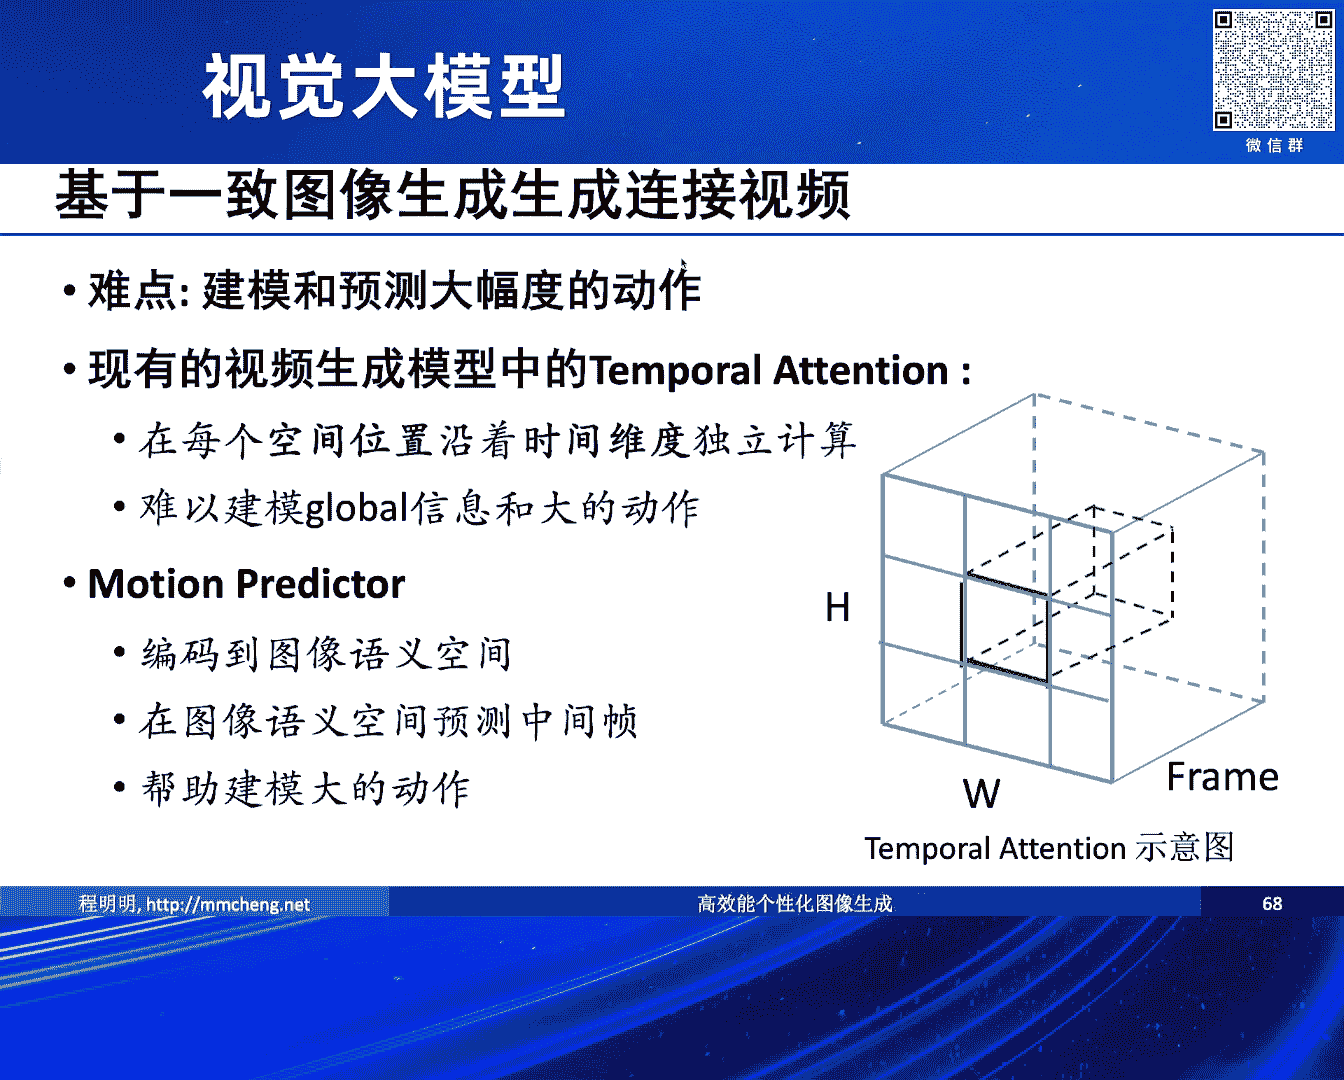 视觉大模型
微信群
基于一致图像生成生成连接视频
• 难点: 建模和预测大幅度的动作
• 现有的视频生成模型中的Temporal Attention :
• 在每个空间位置沿着时间维度独立计算
• 难以建模global信息和大的动作
• Motion Predictor
• 编码到图像语义空间
• 在图像语义空间预测中间帧
• 帮助建模大的动作
H
W
Frame
Temporal Attention 示意图
程明明, http://mmcheng.net
高效能个性化图像生成
68